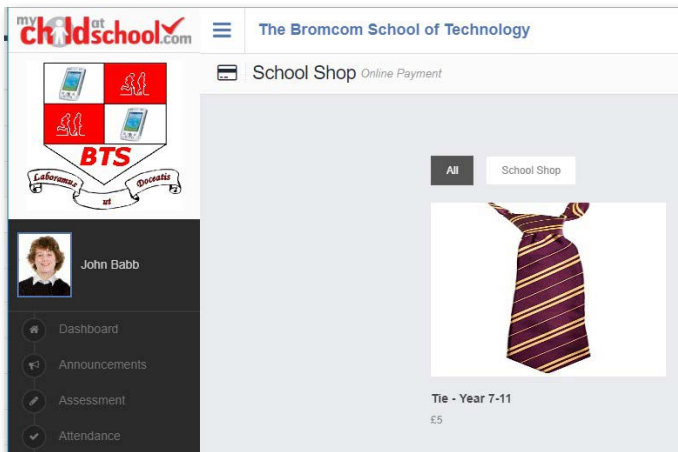 my child at school.com
The Bromcom School of Technology
School Shop Online Payment
BTS
Laboramus ut Doceatis
John Babb
Dashboard
Announcements
Assessment
Attendance
All
School Shop
Tie - Year 7-11
£5